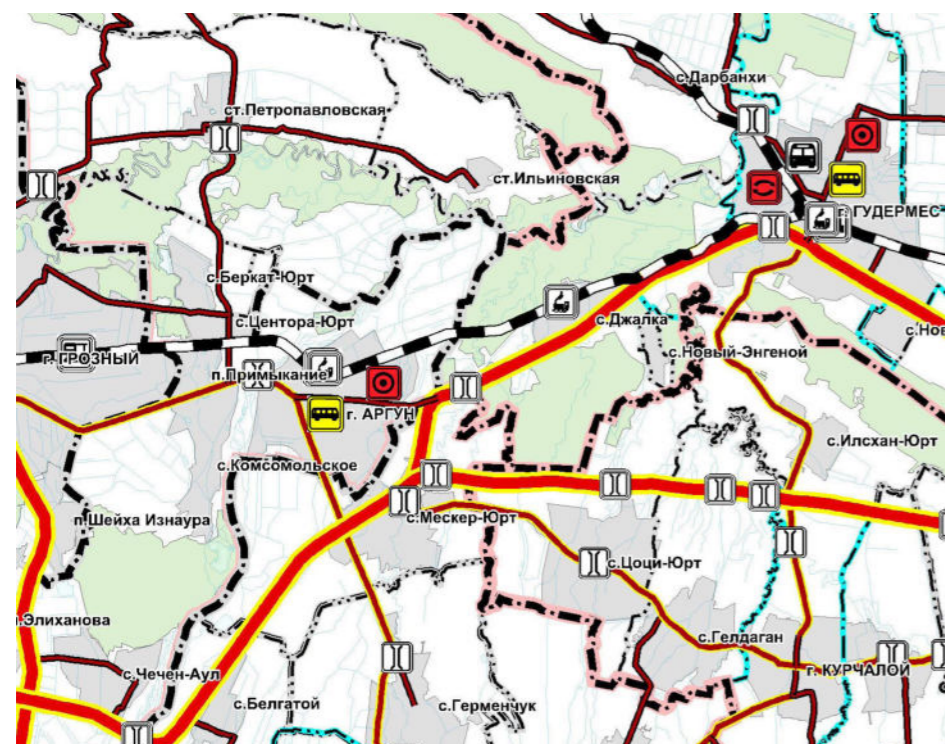 с.Дарбанхи
ст.Петропавловская
ст.Ильиновская
г. ГУДЕРМЕС
с.Беркат-Юрт
с.Центора-Юрт
с.Джалка
с.Нов
г. ГРОЗНЫЙ
с.Новый-Энгеной
п.Примыкание
г. АРГУН
с.Илсхан-Юрт
с.Комсомольское
п.Шейха Изнаура
с.Мескер-Юрт
с.Цоци-Юрт
.Элиханова
с.Гелдаган
с.Чечен-Аул
г. КУРЧАЛОЙ
с.Белгатой
с.Герменчук